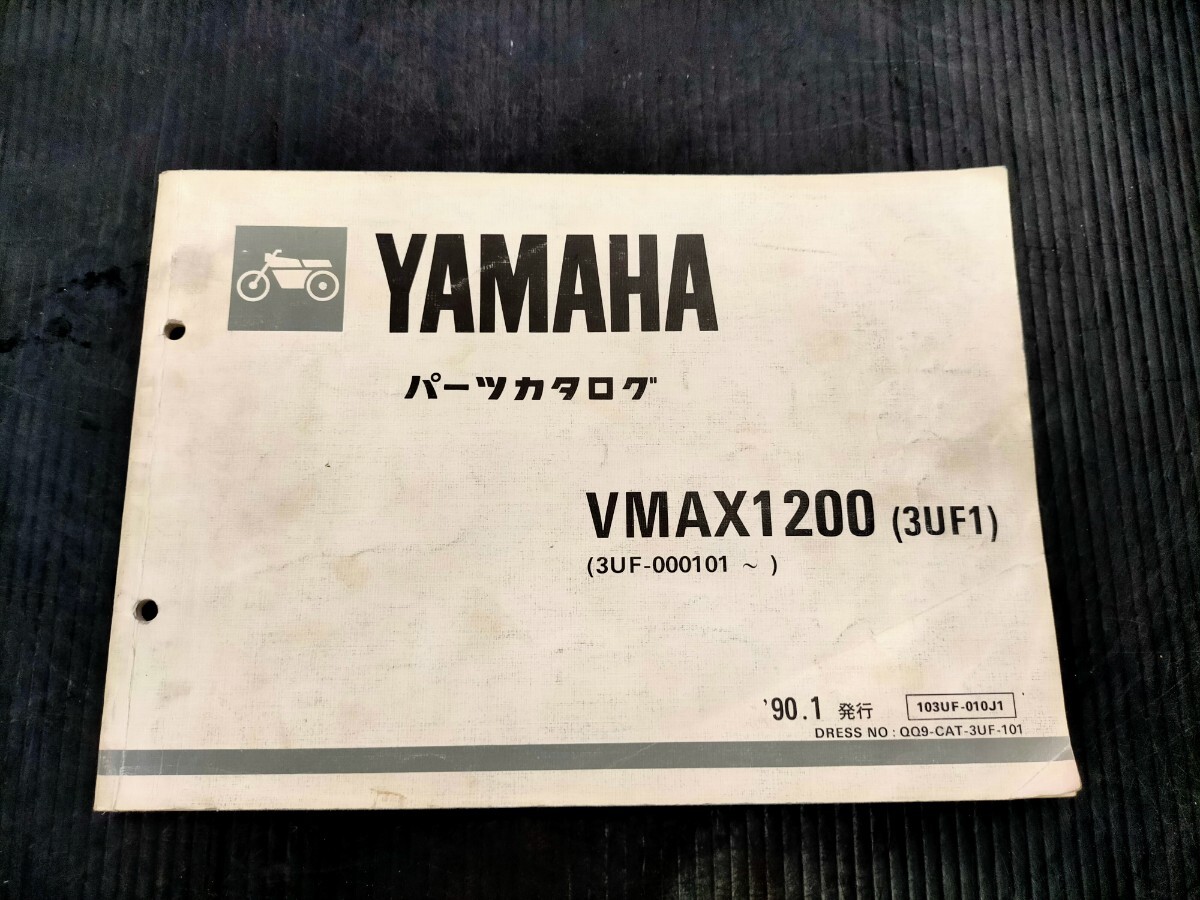 YAMAHA
パーツカタログ
VMAX1200 (3UF1)
(3UF-000101 ~ )
'90.1 発行 103UF-010J1
DRESS NO : QQ9-CAT-3UF-101